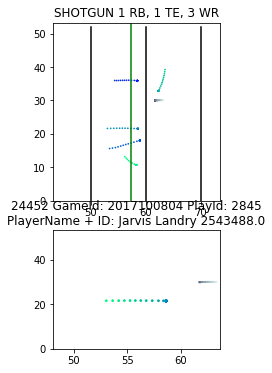 SHOTGUN 1 RB, 1 TE, 3 WR
50
40
30
20
10
0
50 60 70
24452 GameId: 2017100804 PlayId: 2845
PlayerName + ID: Jarvis Landry 2543488.0
40
20
0
50 55 60